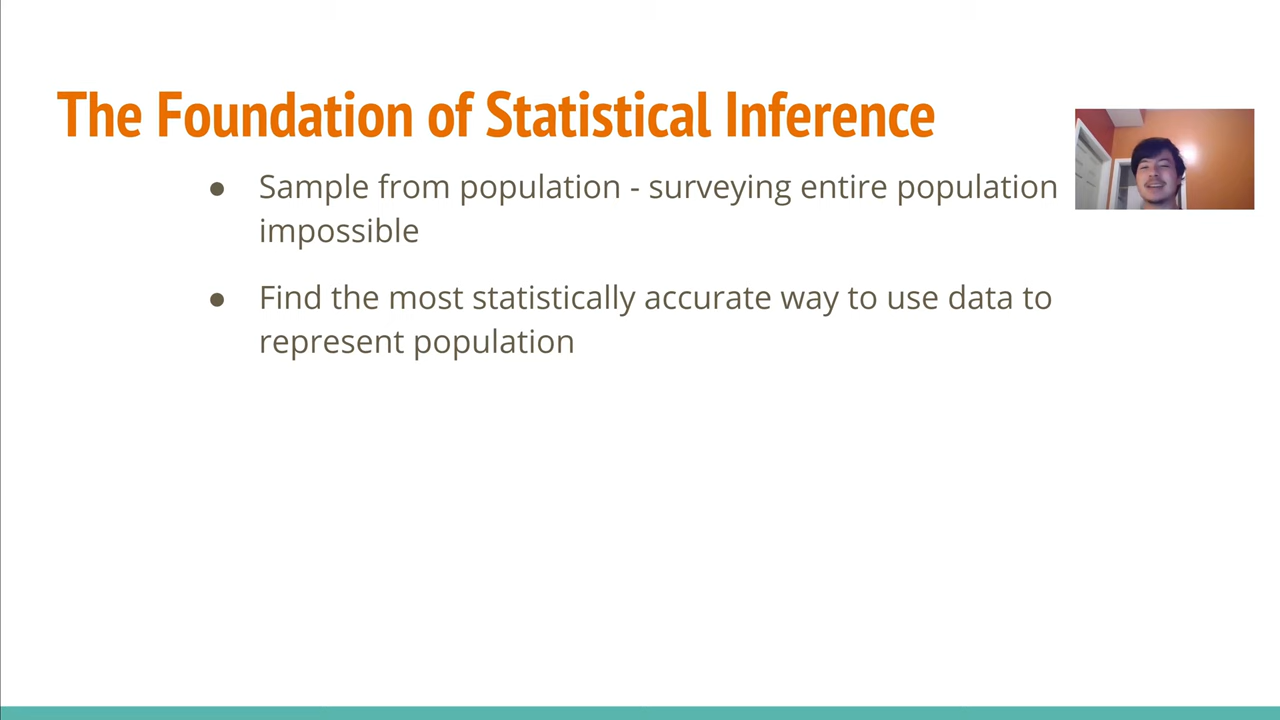 The Foundation of Statistical Inference
● Sample from population - surveying entire population
impossible
● Find the most statistically accurate way to use data to
represent population